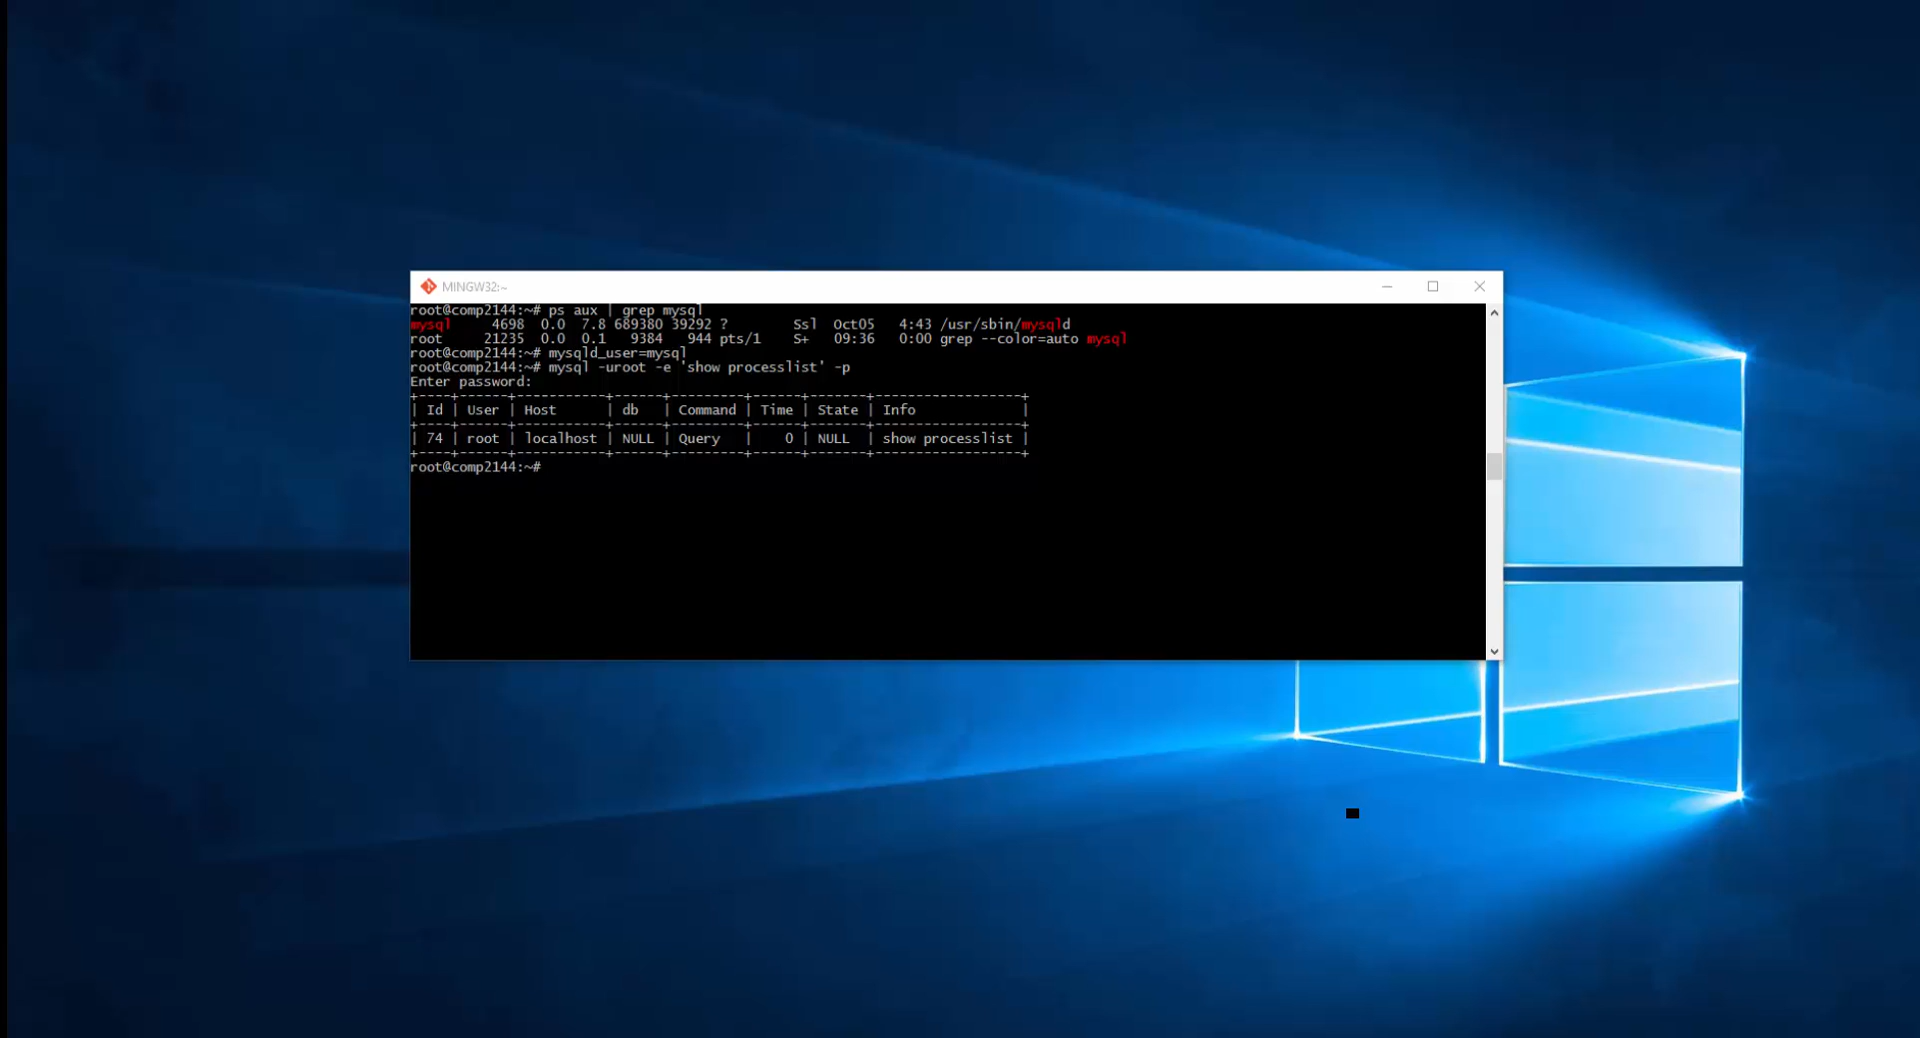 MINGW32:~
root@comp2144:~# ps aux | grep mysql
mysql     4698  0.0  7.8 689380 39292 ?        Ssl  Oct05   4:43 /usr/sbin/mysqld
root     21235  0.0  0.1   9384   944 pts/1    S+   09:36   0:00 grep --color=auto mysql
root@comp2144:~# mysqld_user=mysql
root@comp2144:~# mysql -uroot -e 'show processlist' -p
Enter password:
+----+------+-----------+------+---------+------+-------+------------------+
| Id | User | Host      | db   | Command | Time | State | Info             |
+----+------+-----------+------+---------+------+-------+------------------+
| 74 | root | localhost | NULL | Query   |    0 | NULL  | show processlist |
+----+------+-----------+------+---------+------+-------+------------------+
root@comp2144:~#